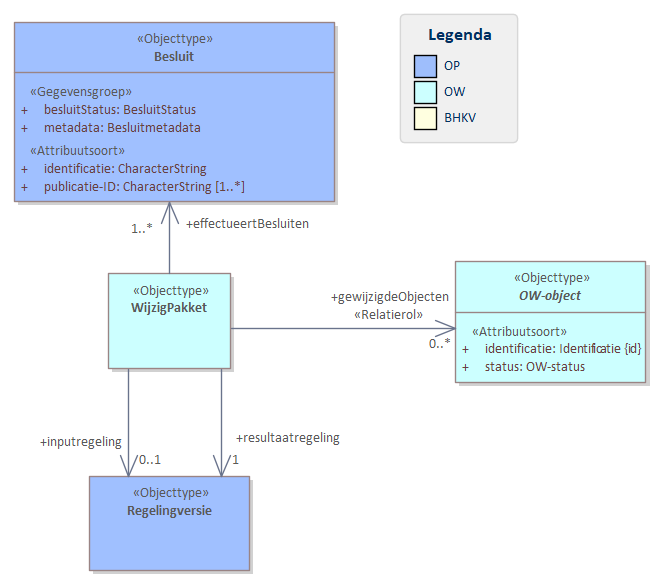 «Objecttype»
Besluit
«Gegevensgroep»
+ besluitStatus: BesluitStatus
+ metadata: Besluitmetadata
«Attribuutsoort»
+ identificatie: CharacterString
+ publicatie-ID: CharacterString [1..*]
Legenda
OP
OW
BHKV
1..*
+effectueertBesluiten
«Objecttype»
WijzigPakket
+gewijzigdeObjecten
«Relatierol»
0..*
«Objecttype»
OW-object
«Attribuutsoort»
+ identificatie: Identificatie {id}
+ status: OW-status
+inputregeling
0..1
+resultaatregeling
1
«Objecttype»
Regelingversie